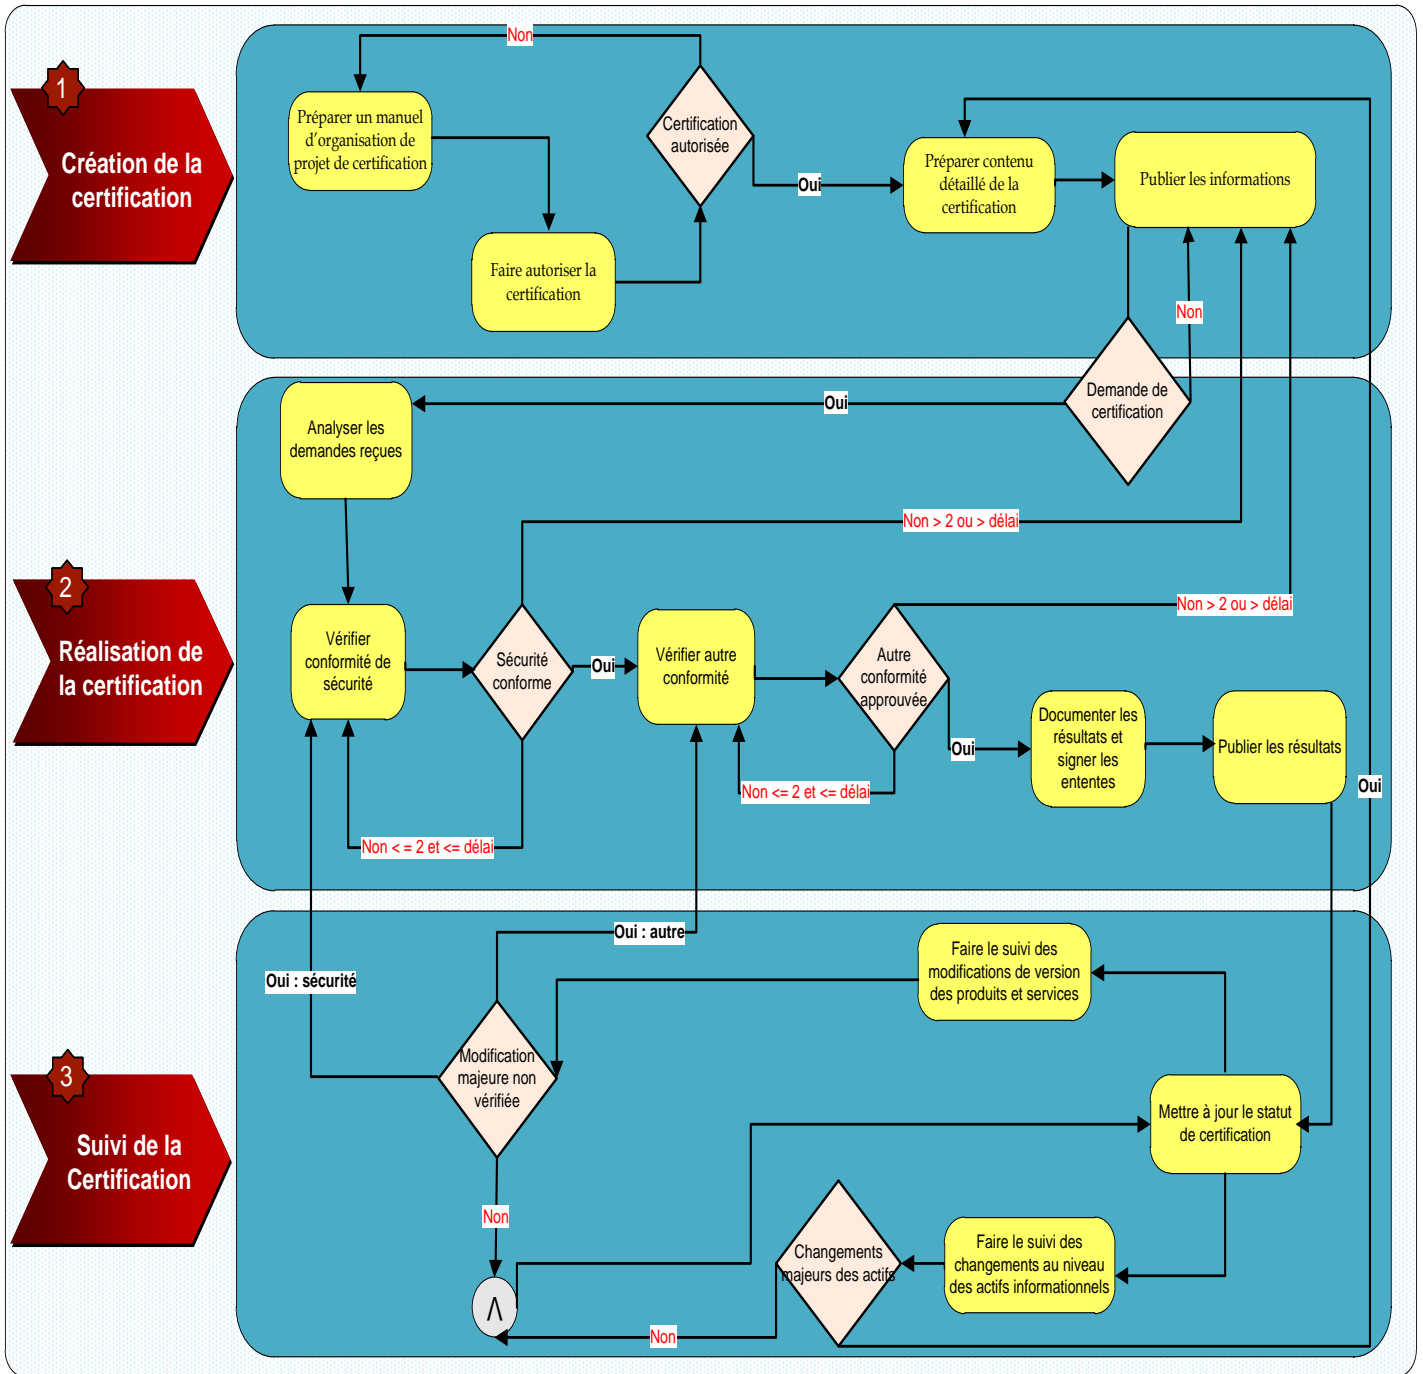 1
Création de la
certification
Non
Préparer un manuel
d'organisation de
projet de certification
Faire autoriser la
certification
Certification
autorisée
Oui
Préparer contenu
détaillé de la
certification
Publier les informations
Non
Demande de
certification
Oui
2
Réalisation de
la certification
Analyser les
demandes reçues
Non > 2 ou > délai
Vérifier
conformité de
sécurité
Sécurité
conforme
Oui
Vérifier autre
conformité
Autre
conformité
approuvée
Non > 2 ou > délai
Oui
Documenter les
résultats et
signer les
ententes
Publier les résultats
Oui
Non <= 2 et <= délai
Non < = 2 et <= délai
3
Suivi de la
Certification
Oui : sécurité
Oui : autre
Faire le suivi des
modifications de version
des produits et services
Modification
majeure non
vérifiée
Mettre à jour le statut
de certification
Non
Λ
Changements
majeurs des actifs
Faire le suivi des
changements au niveau
des actifs informationnels
Non